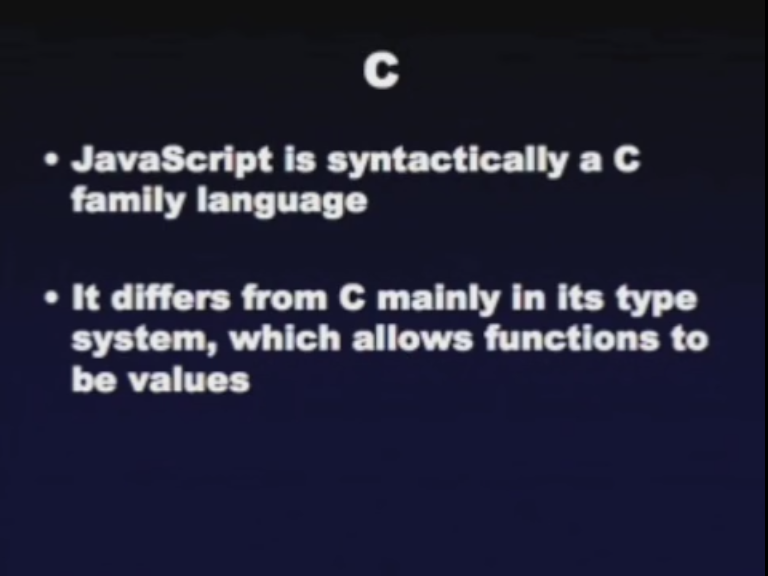 C
• JavaScript is syntactically a C
family language
• It differs from C mainly in its type
system, which allows functions to
be values